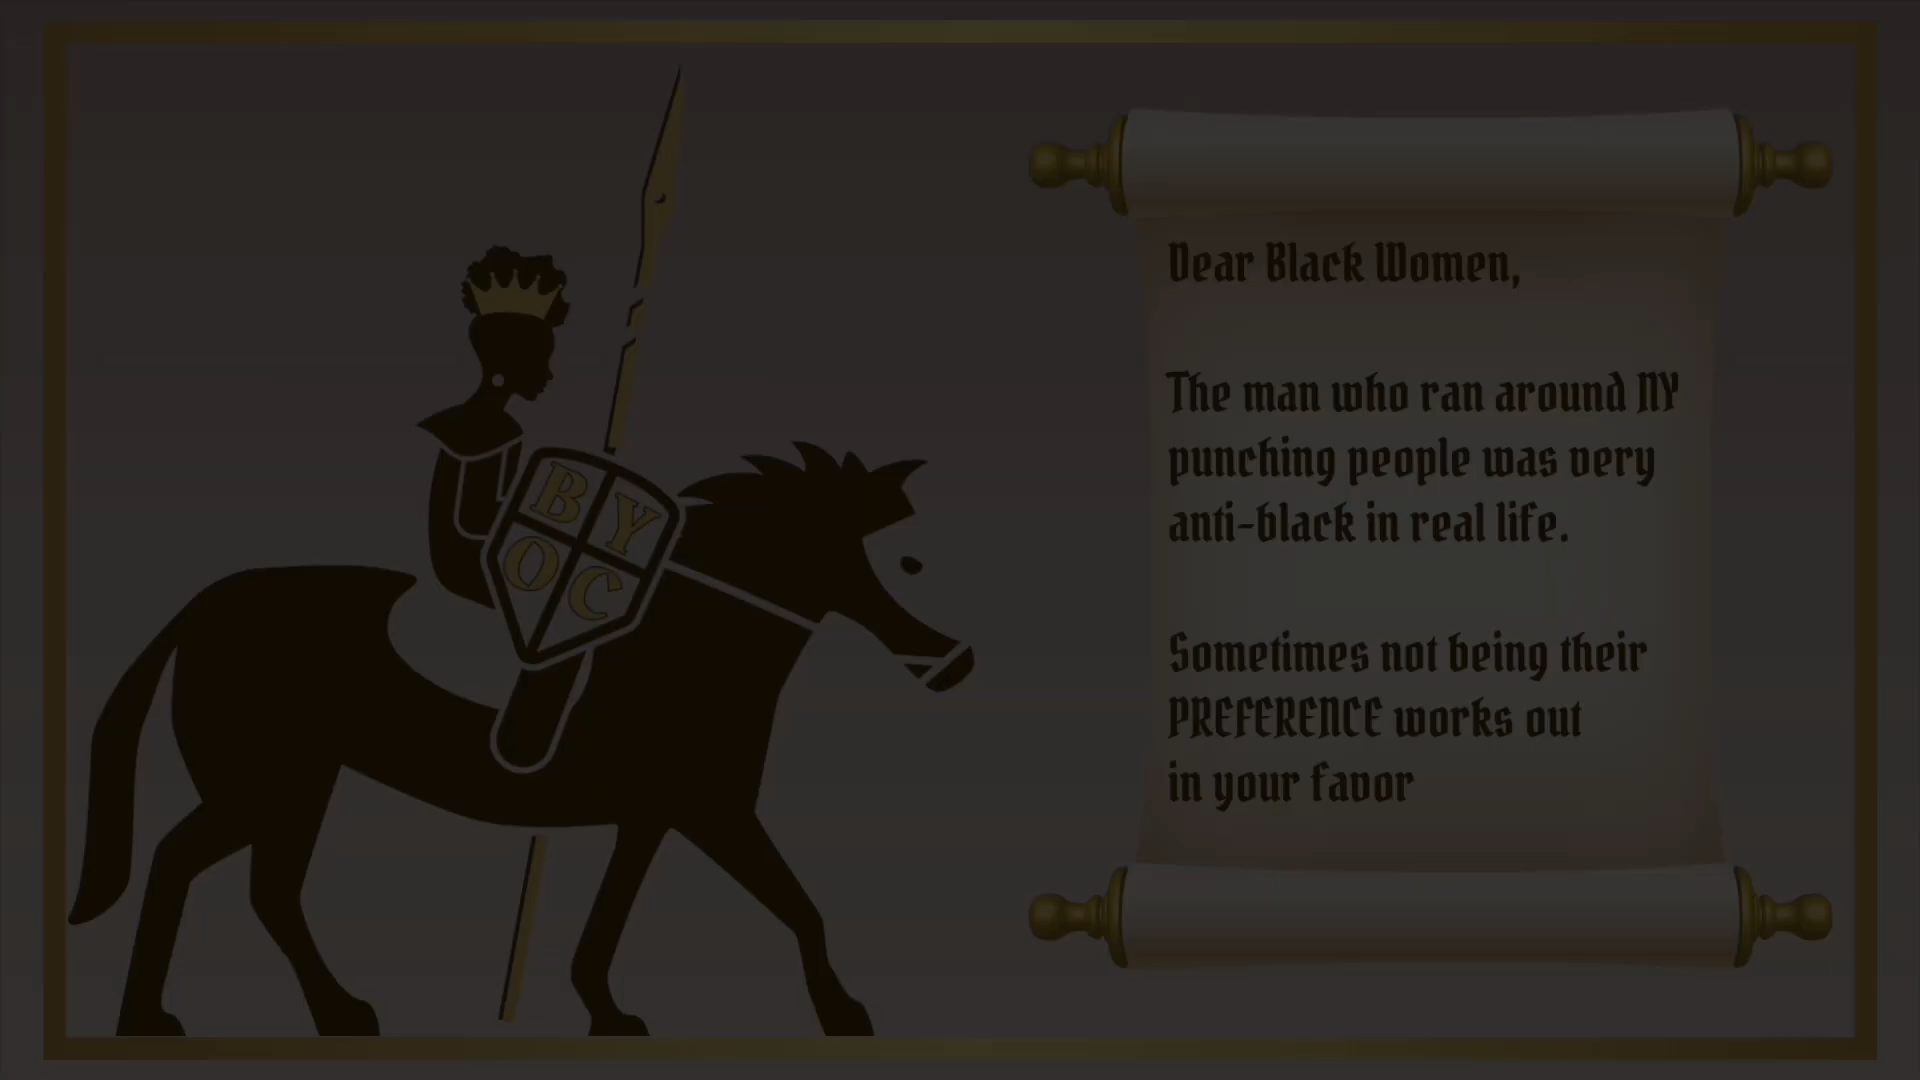 B Y
O C
Dear Black Women,
The man who ran around NY
punching people was very
anti-black in real life.
Sometimes not being their
PREFERENCE works out
in your favor